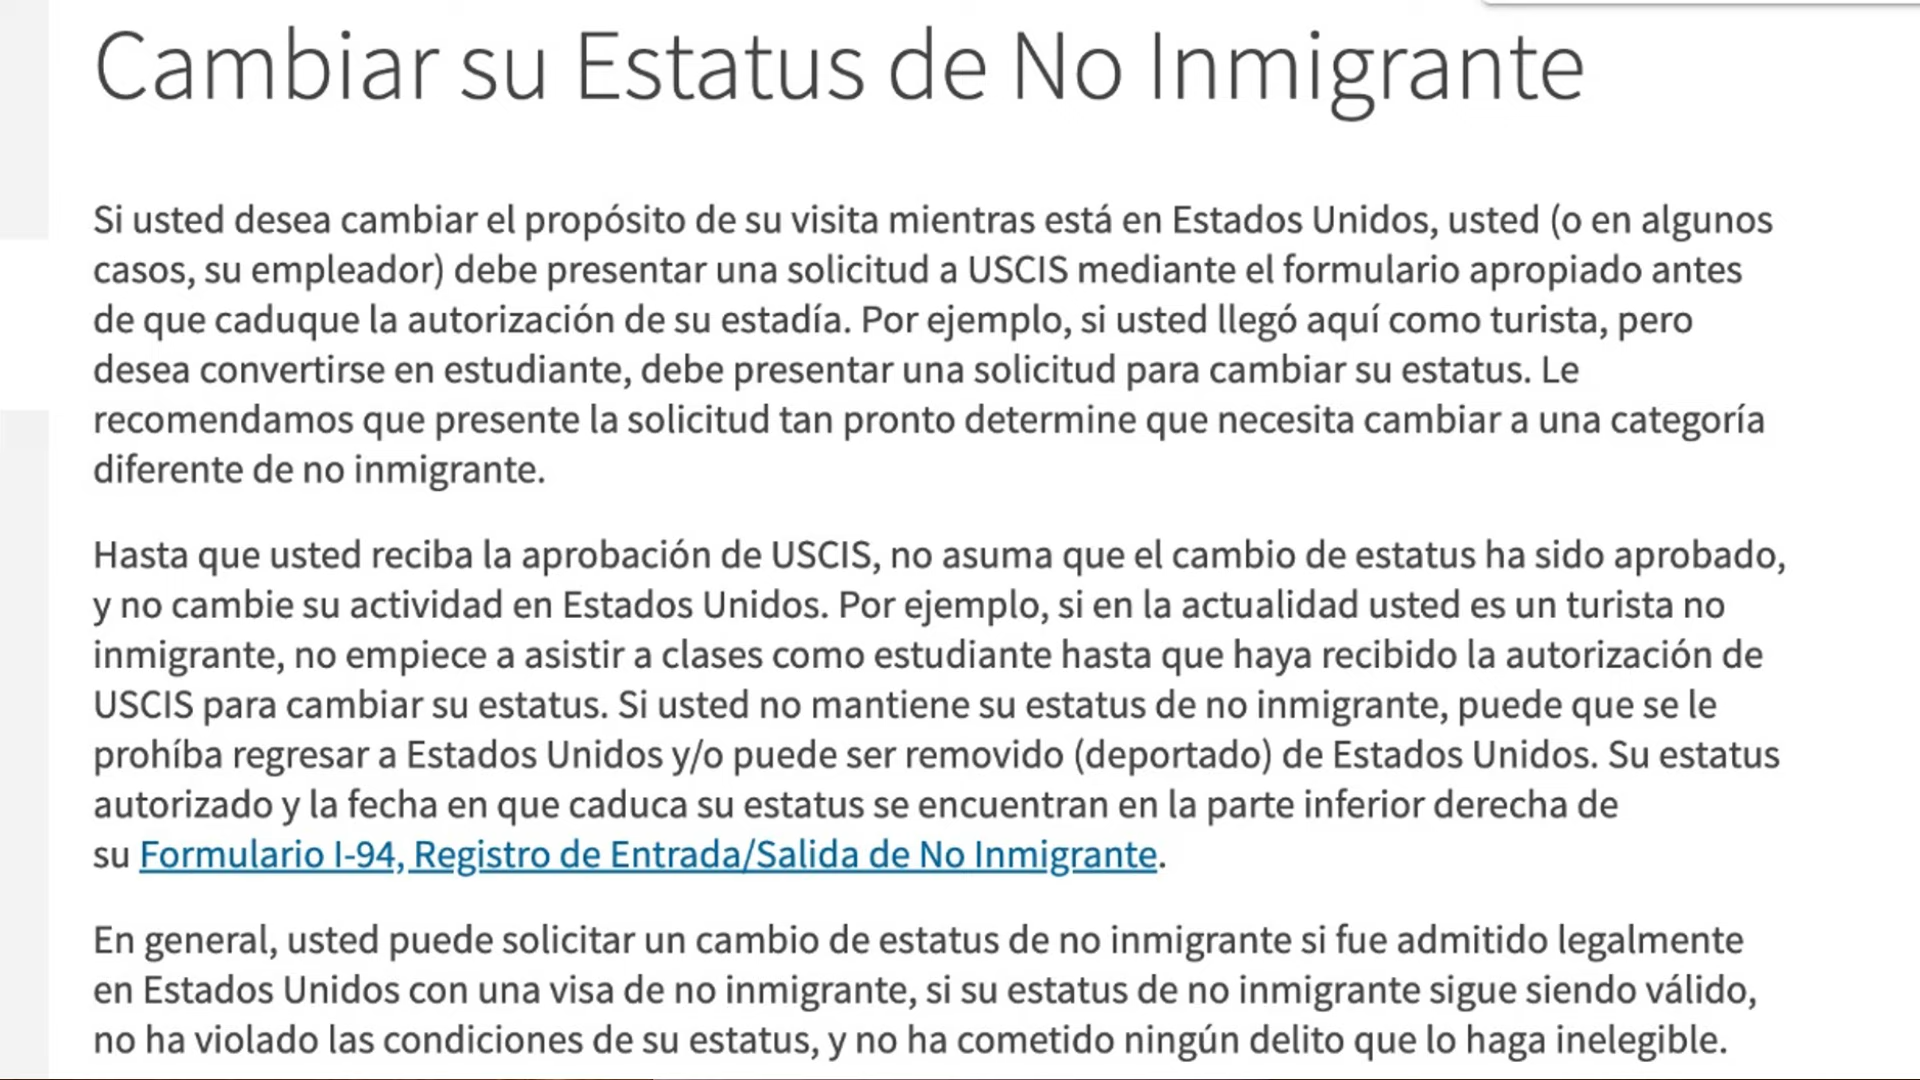 Cambiar su Estatus de No Inmigrante
Si usted desea cambiar el propósito de su visita mientras está en Estados Unidos, usted (o en algunos
casos, su empleador) debe presentar una solicitud a USCIS mediante el formulario apropiado antes
de que caduque la autorización de su estadía. Por ejemplo, si usted llegó aquí como turista, pero
desea convertirse en estudiante, debe presentar una solicitud para cambiar su estatus. Le
recomendamos que presente la solicitud tan pronto determine que necesita cambiar a una categoría
diferente de no inmigrante.
Hasta que usted reciba la aprobación de USCIS, no asuma que el cambio de estatus ha sido aprobado,
y no cambie su actividad en Estados Unidos. Por ejemplo, si en la actualidad usted es un turista no
inmigrante, no empiece a asistir a clases como estudiante hasta que haya recibido la autorización de
USCIS para cambiar su estatus. Si usted no mantiene su estatus de no inmigrante, puede que se le
prohíba regresar a Estados Unidos y/o puede ser removido (deportado) de Estados Unidos. Su estatus
autorizado y la fecha en que caduca su estatus se encuentran en la parte inferior derecha de
su Formulario I-94, Registro de Entrada/Salida de No Inmigrante.
En general, usted puede solicitar un cambio de estatus de no inmigrante si fue admitido legalmente
en Estados Unidos con una visa de no inmigrante, si su estatus de no inmigrante sigue siendo válido,
no ha violado las condiciones de su estatus, y no ha cometido ningún delito que lo haga inelegible.